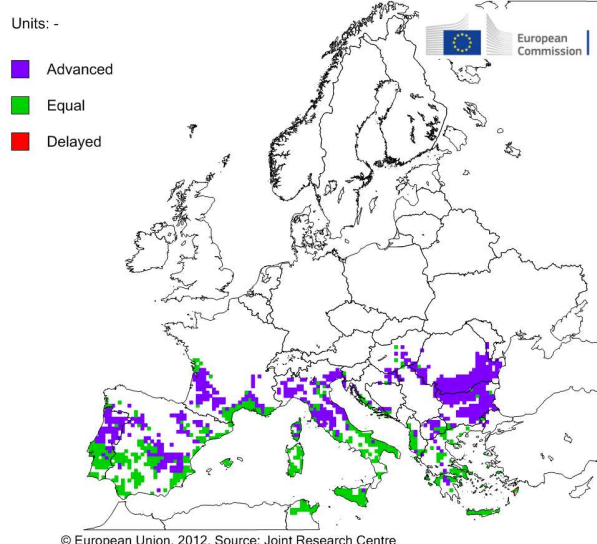 Units: -
European
Commission
Advanced
Equal
Delayed
© European Union, 2012. Source: Joint Research Centre